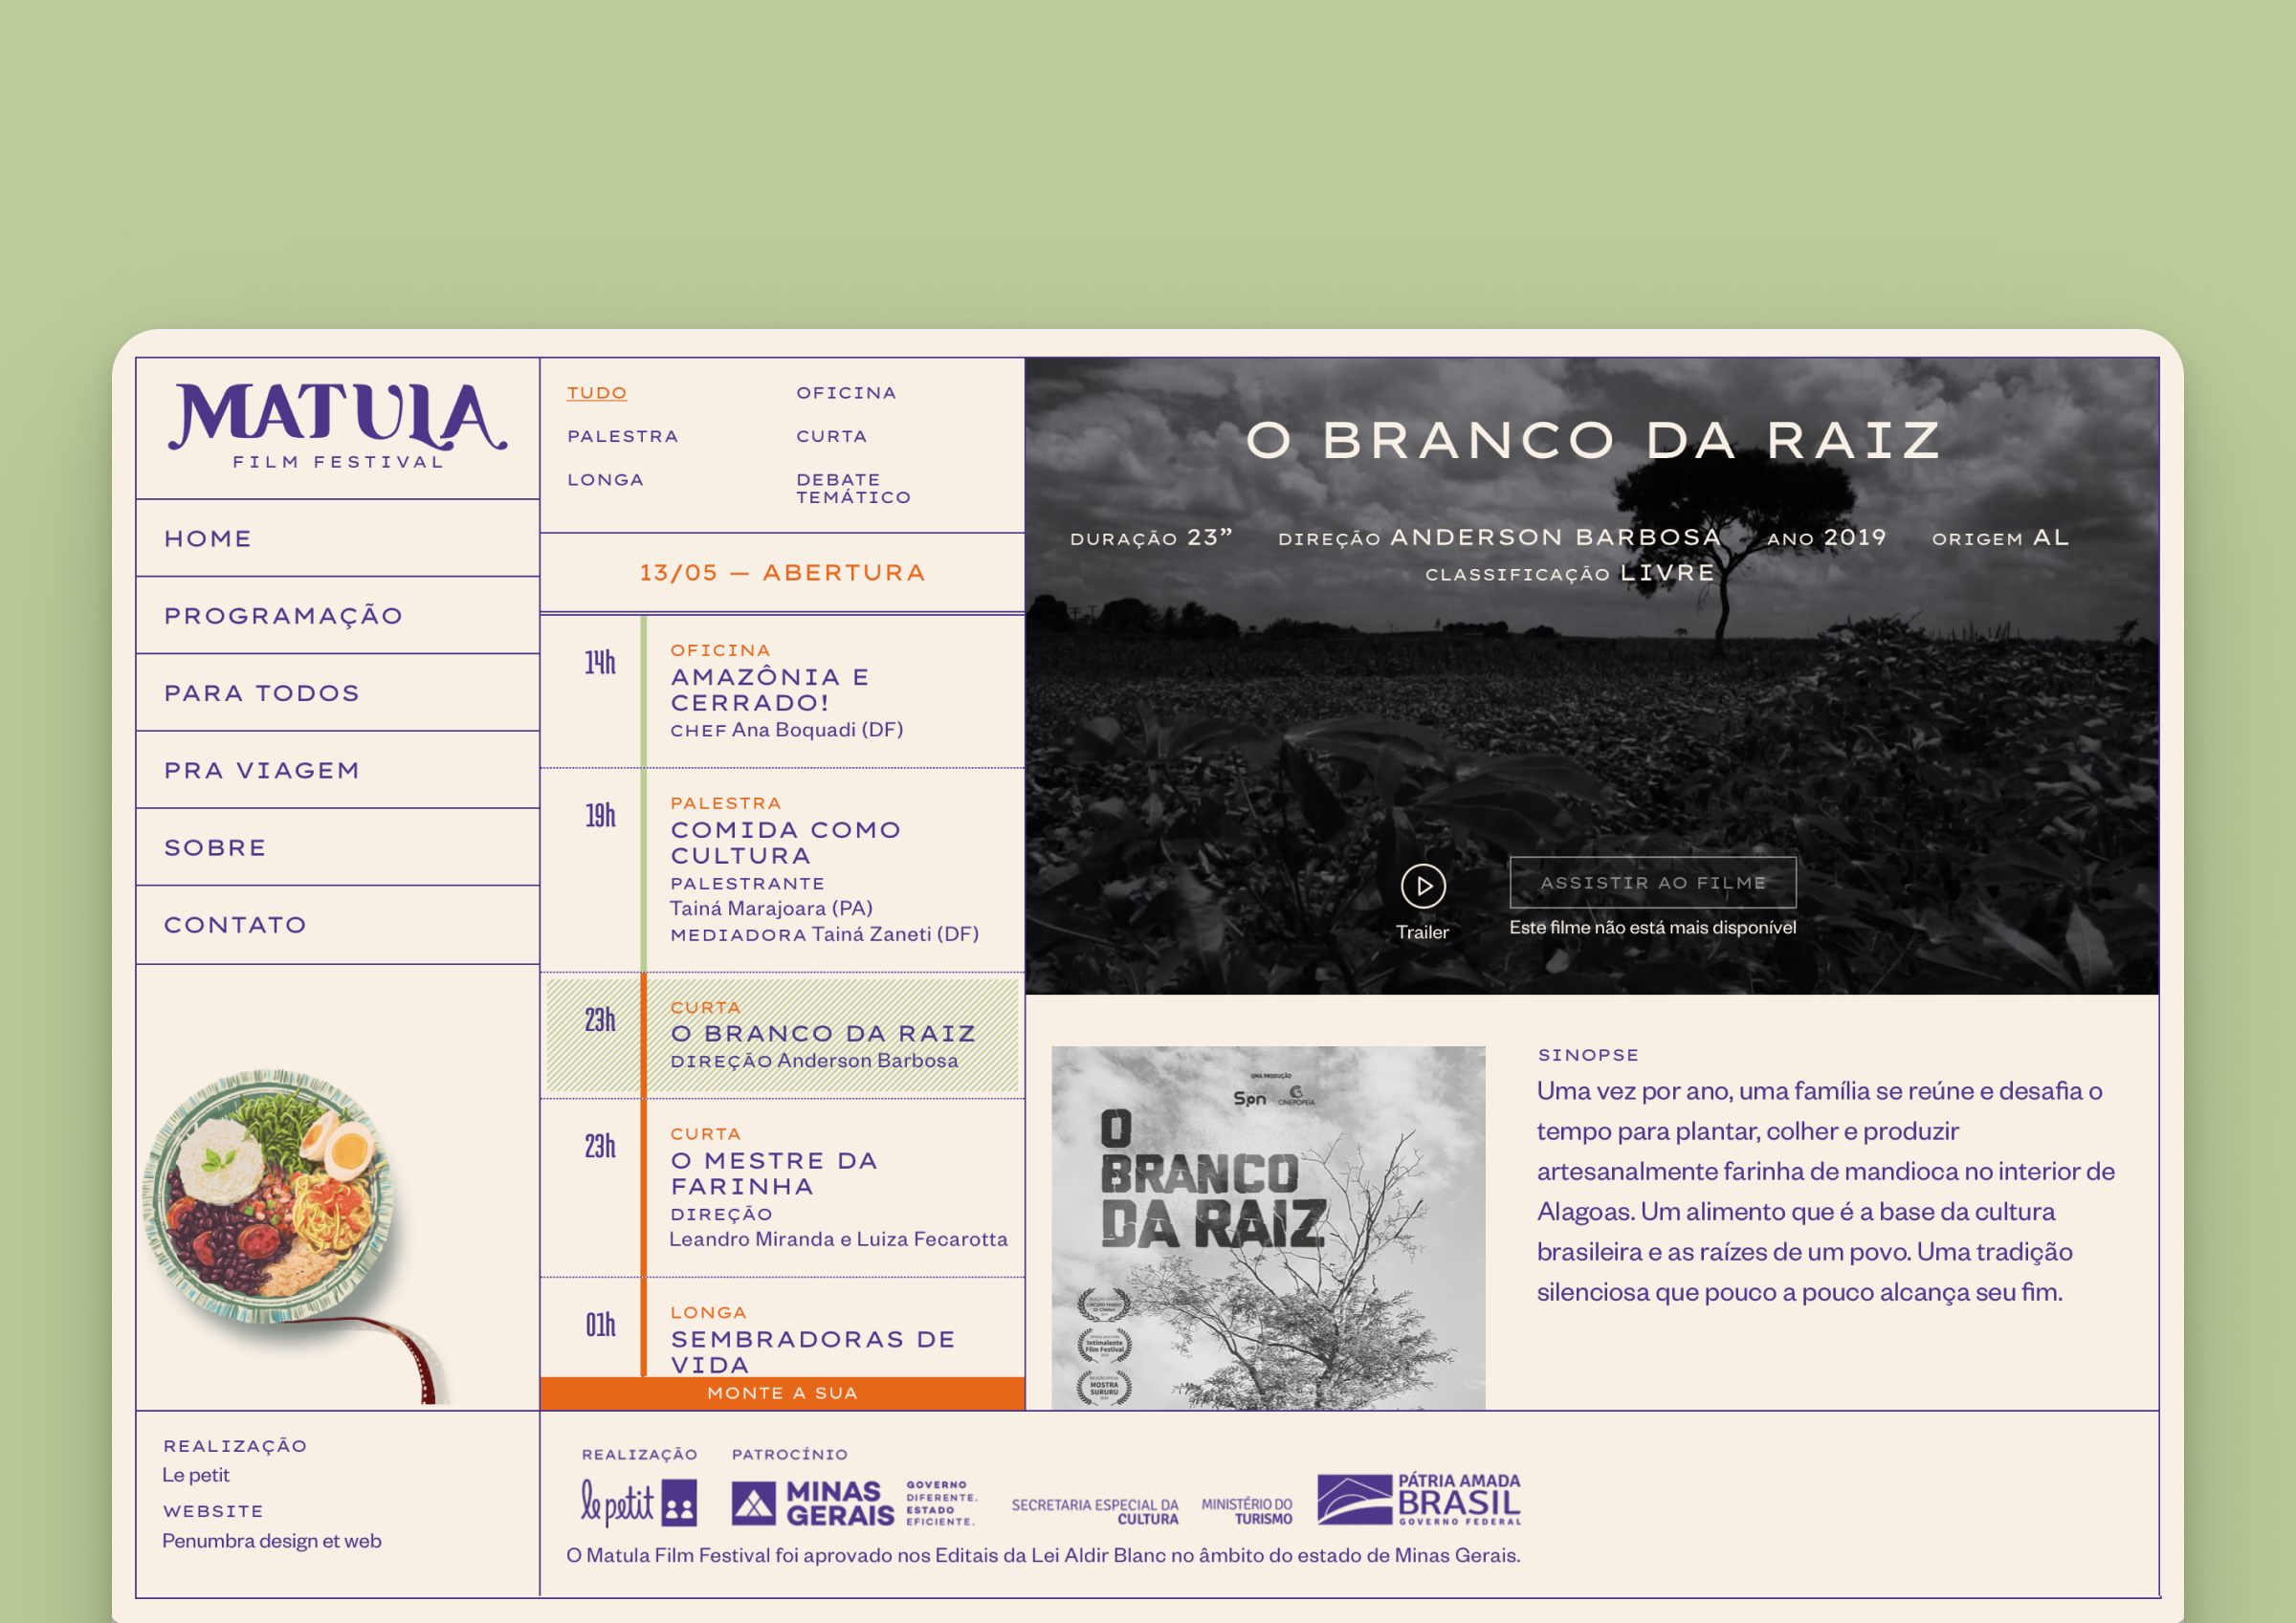 MATULA
FILM FESTIVAL
HOME
PROGRAMAÇÃO
PARA TODOS
PRA VIAGEM
SOBRE
CONTATO
TUDO
OFICINA
PALESTRA
CURTA
LONGA
DEBATE
TEMÁTICO
13/05 — ABERTURA
14h
OFICINA
AMAZÔNIA E
CERRADO!
CHEF Ana Boquadi (DF)
19h
PALESTRA
COMIDA COMO
CULTURA
PALESTRANTE
Tainá Marajoara (PA)
MEDIADORA Tainá Zaneti (DF)
23h
CURTA
O BRANCO DA RAIZ
DIREÇÃO Anderson Barbosa
23h
CURTA
O MESTRE DA
FARINHA
DIREÇÃO
Leandro Miranda e Luiza Fecarotta
01h
LONGA
SEMBRADORAS DE
VIDA
MONTE A SUA
O BRANCO DA RAIZ
DURAÇÃO 23” DIREÇÃO ANDERSON BARBOSA ANO 2019 ORIGEM AL
CLASSIFICAÇÃO LIVRE
Trailer
ASSISTIR AO FILME
Este filme não está mais disponível
UMA PRODUÇÃO
Spn CINEPOPEIA
O
BRANCO
DA RAIZ
Intimalente
Film Festival
MOSTRA
SURURU
SINOPSE
Uma vez por ano, uma família se reúne e desafia o
tempo para plantar, colher e produzir
artesanalmente farinha de mandioca no interior de
Alagoas. Um alimento que é a base da cultura
brasileira e as raízes de um povo. Uma tradição
silenciosa que pouco a pouco alcança seu fim.
REALIZAÇÃO
Le petit
WEBSITE
Penumbra design et web
REALIZAÇÃO
le petit
PATROCÍNIO
MINAS
GERAIS
GOVERNO
DIFERENTE.
ESTADO
EFICIENTE.
SECRETARIA ESPECIAL DA
CULTURA
MINISTÉRIO DO
TURISMO
PÁTRIA AMADA
BRASIL
GOVERNO FEDERAL
O Matula Film Festival foi aprovado nos Editais da Lei Aldir Blanc no âmbito do estado de Minas Gerais.